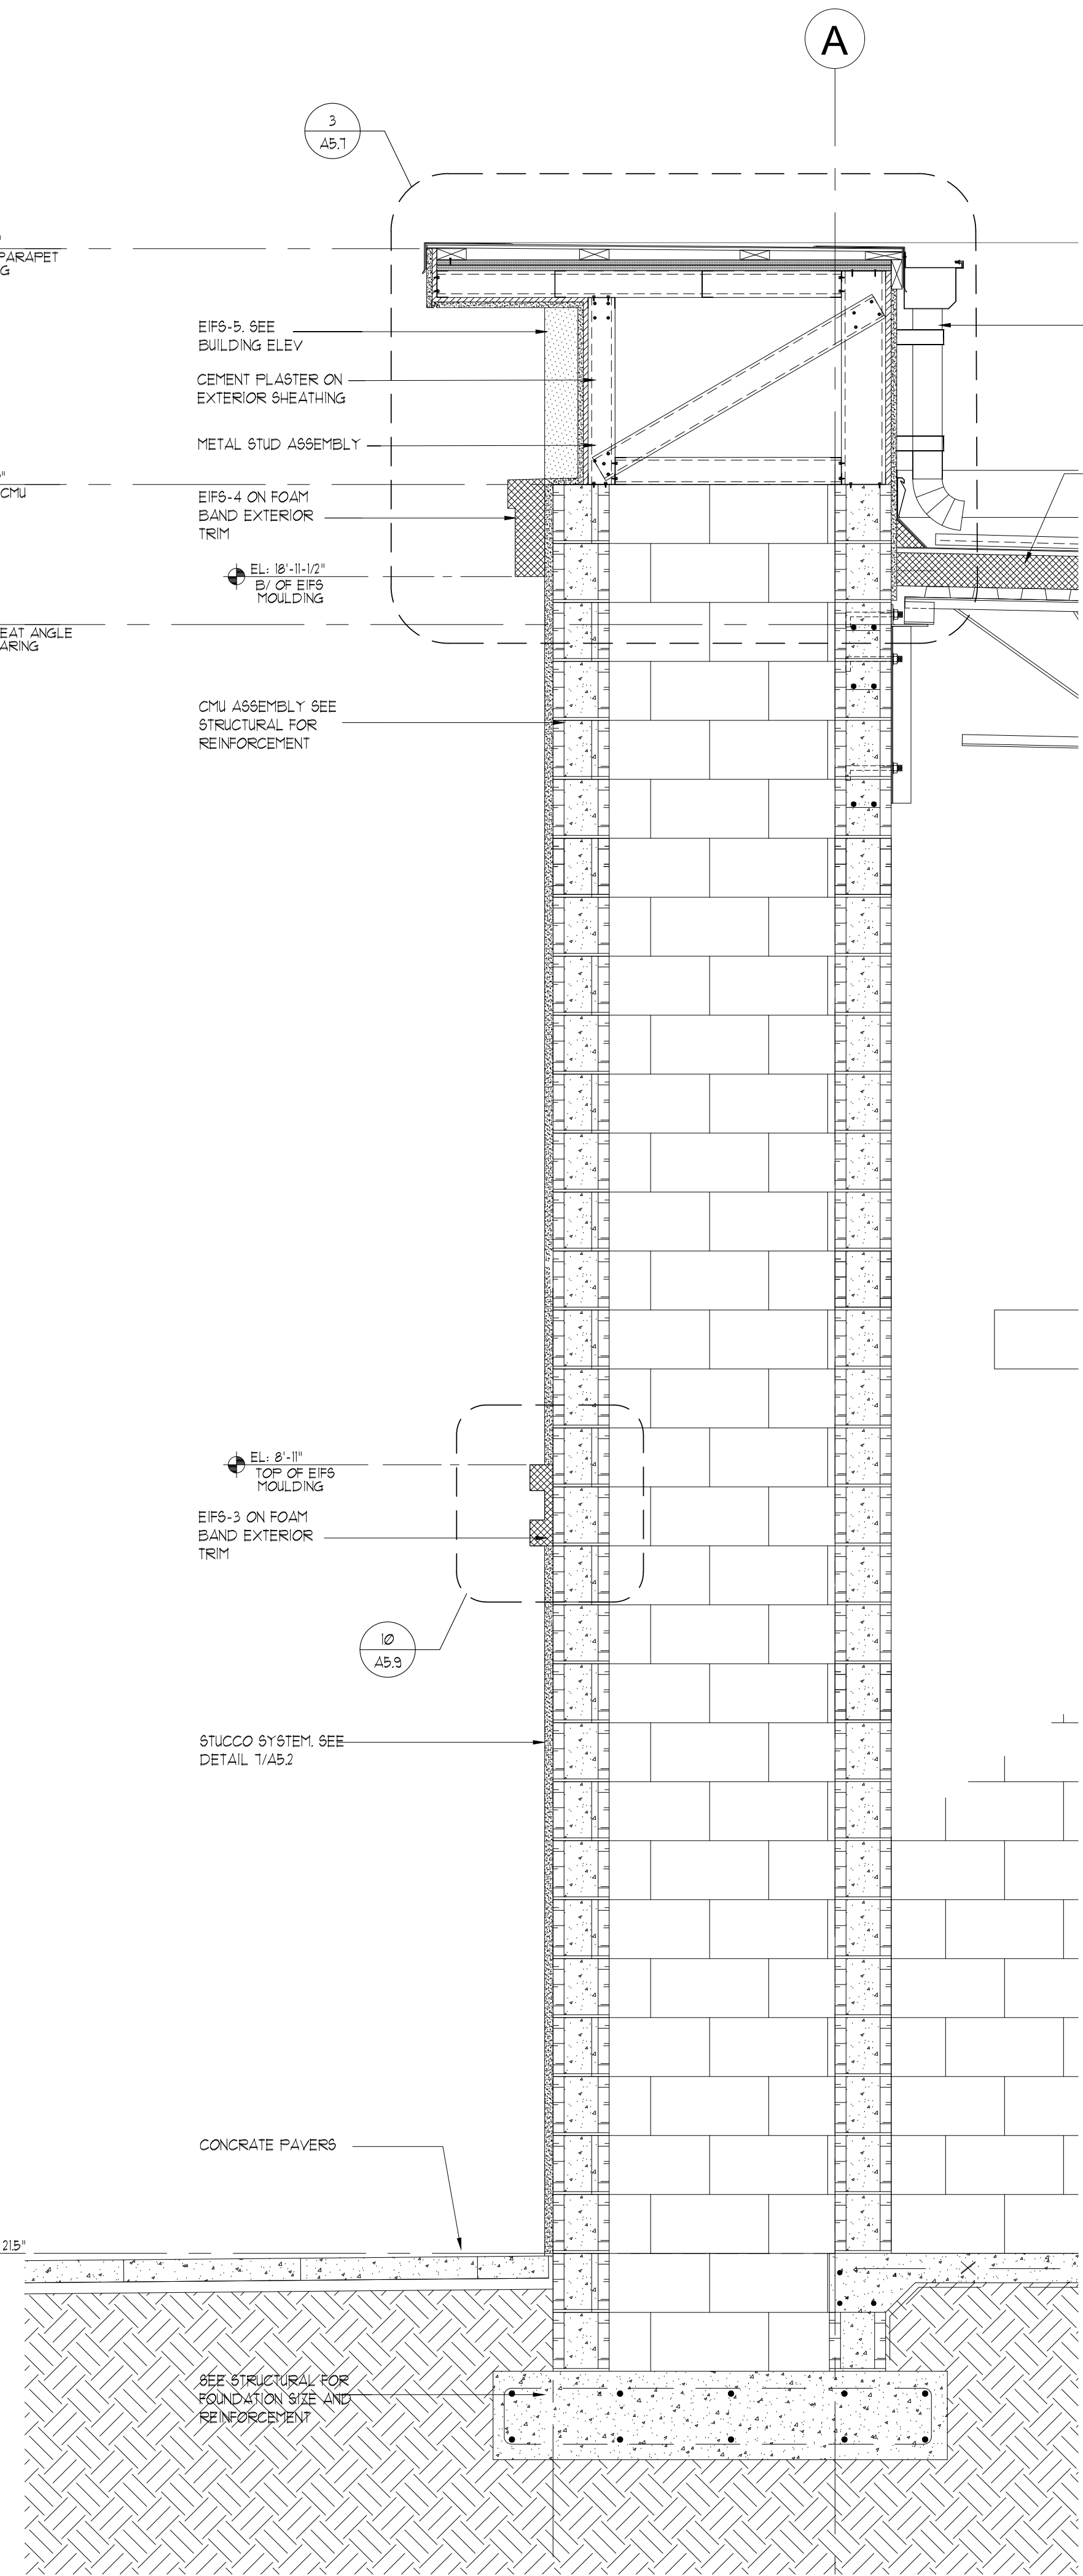 A
3
A5.7
PARAPET
EIFS-5. SEE
BUILDING ELEV
CEMENT PLASTER ON
EXTERIOR SHEATHING
METAL STUD ASSEMBLY
CMU
EIFS-4 ON FOAM
BAND EXTERIOR
TRIM
EL: 18'-11-1/2"
B/ OF EIFS
MOULDING
EAT ANGLE
ARING
CMU ASSEMBLY SEE
STRUCTURAL FOR
REINFORCEMENT
EL: 8'-11"
TOP OF EIFS
MOULDING
EIFS-3 ON FOAM
BAND EXTERIOR
TRIM
10
A5.9
STUCCO SYSTEM, SEE
DETAIL 7/A5.2
CONCRATE PAVERS
21.5"
SEE STRUCTURAL FOR
FOUNDATION SIZE AND
REINFORCEMENT